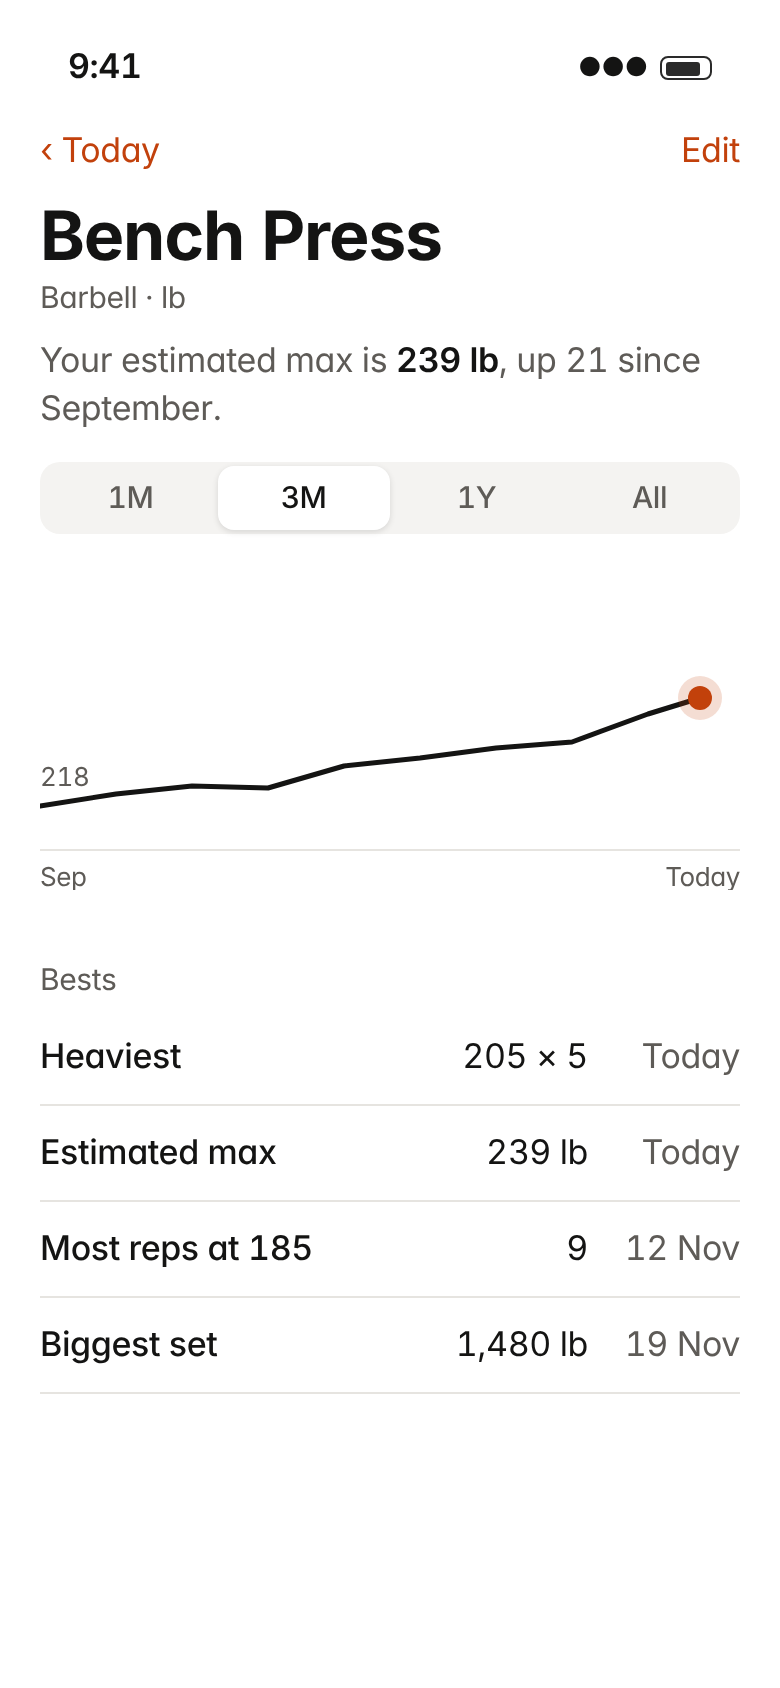 9:41
‹ Today Edit
Bench Press
Barbell · lb
Your estimated max is 239 lb, up 21 since
September.
1M 3M 1Y All
218
Sep Today
Bests
Heaviest 205 × 5 Today
Estimated max 239 lb Today
Most reps at 185 9 12 Nov
Biggest set 1,480 lb 19 Nov